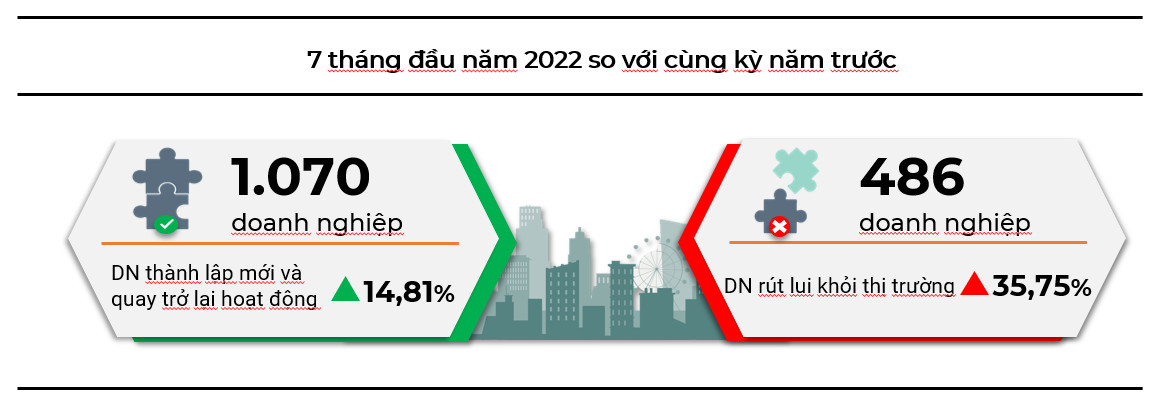 7 tháng đầu năm 2022 so với cùng kỳ năm trước
1.070
doanh nghiệp
DN thành lập mới và
quay trở lại hoạt động
14,81%
486
doanh nghiệp
DN rút lui khỏi thi trường
35,75%